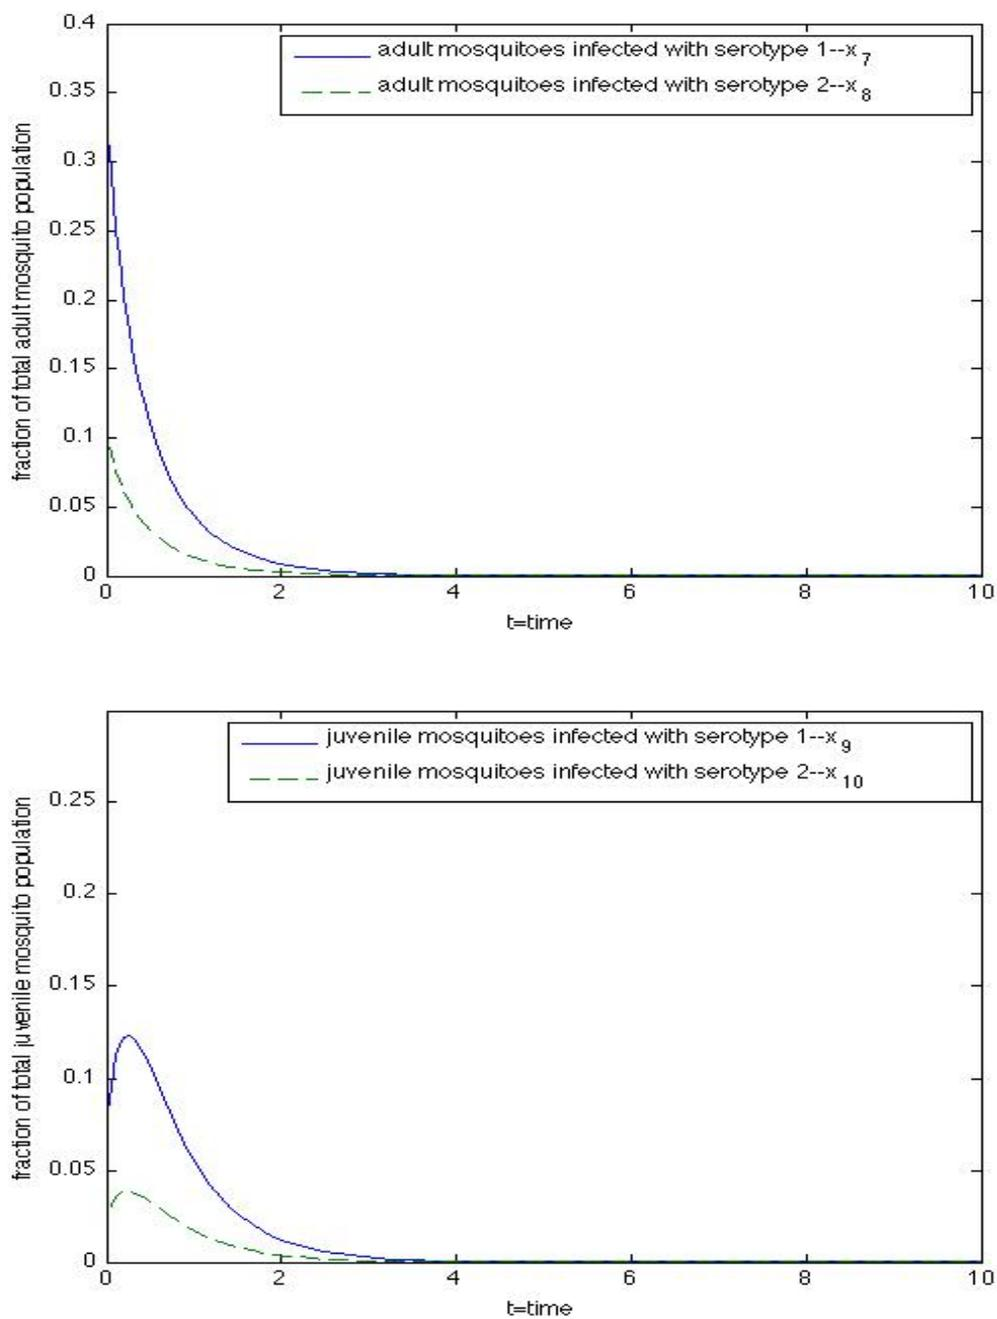 0.4
adult mosquitoes infected with serotype 1--x7
adult mosquitoes infected with serotype 2--x8
0.35
0.3
0.25
0.2
0.15
0.1
0.05
0
fraction of total adult mosquito population
0 2 4 6 8 10
t=time
juvenile mosquitoes infected with serotype 1--x9
juvenile mosquitoes infected with serotype 2--x10
0.25
0.2
0.15
0.1
0.05
0
fraction of total juvenile mosquito population
0 2 4 6 8 10
t=time